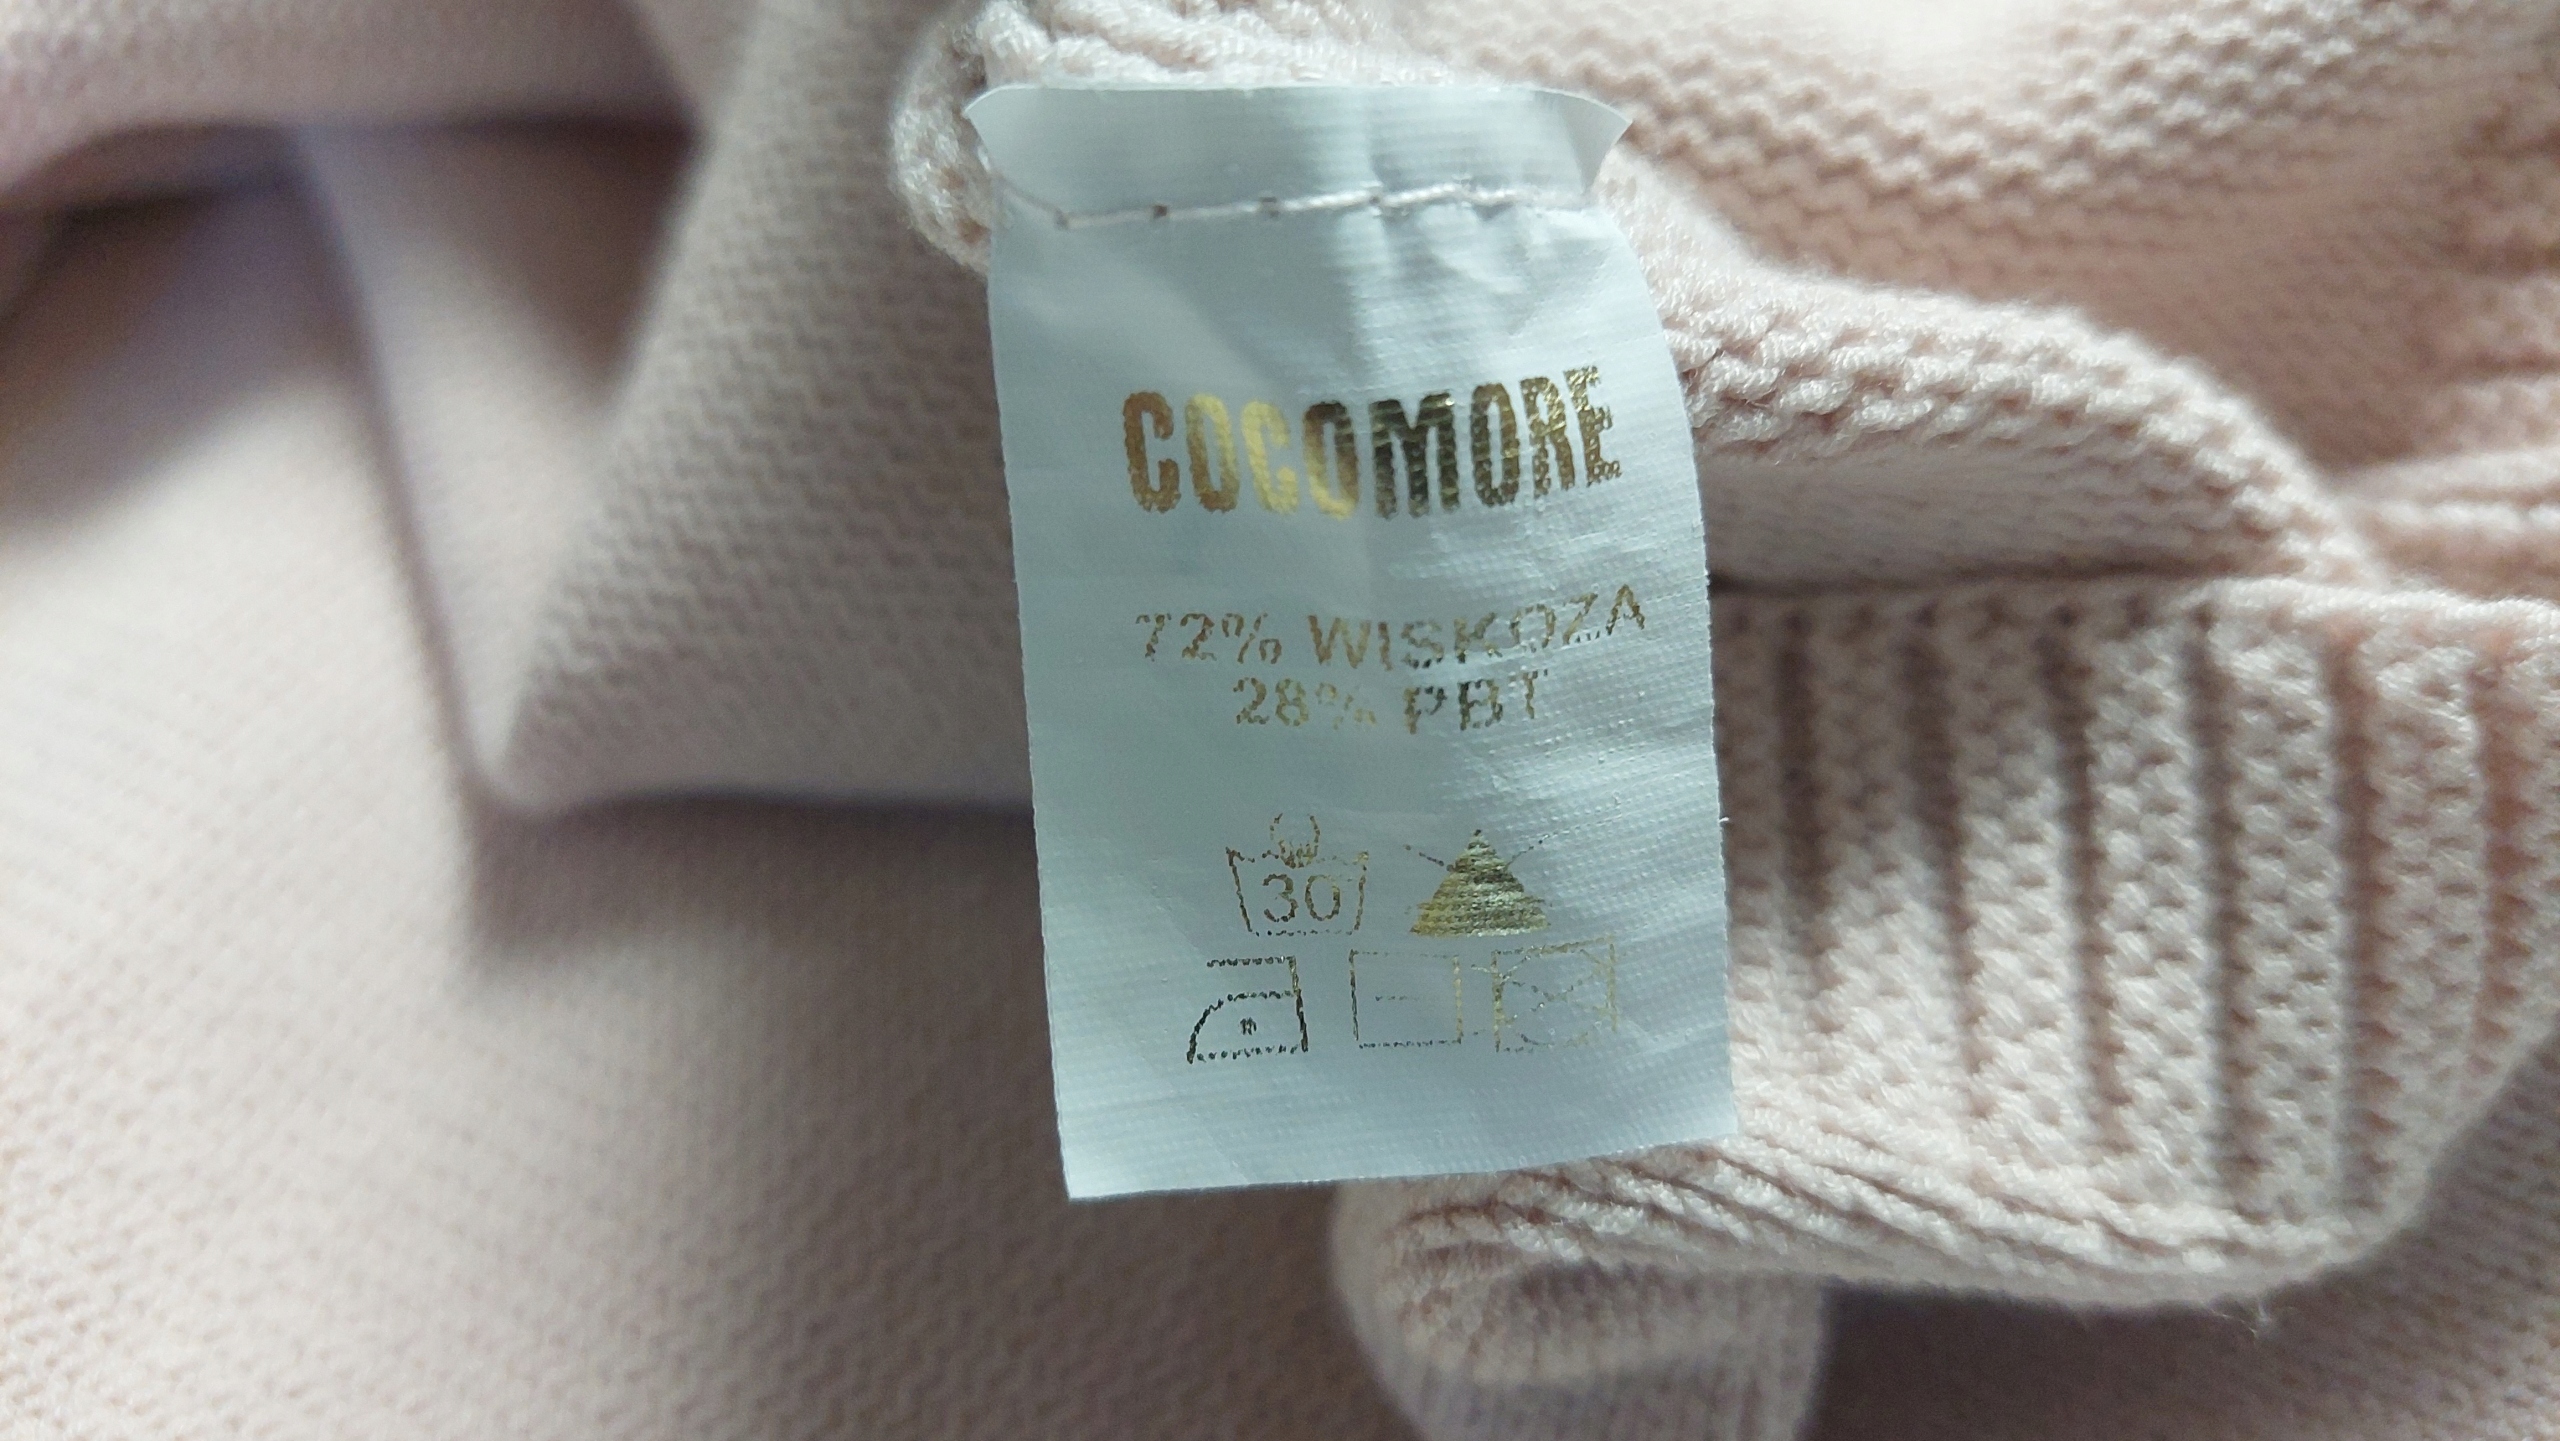 COCOMORE
72% WISKOZA
28% PBT
30